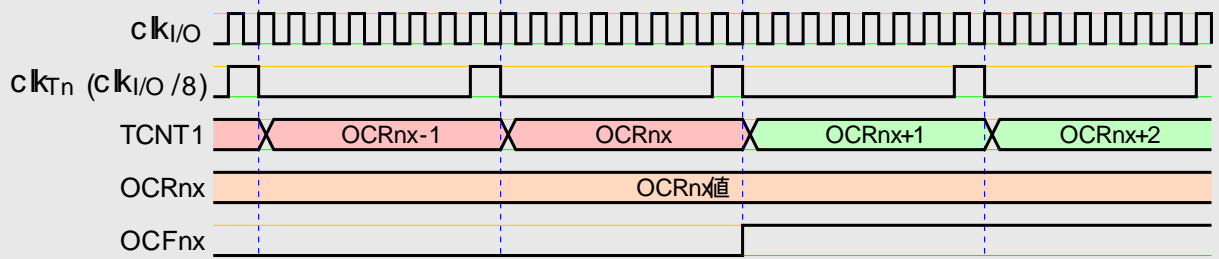 clkI/O
clkTn (clkI/O /8)
TCNT1 OCRnx-1 OCRnx OCRnx+1 OCRnx+2
OCRnx OCRnx値
OCFnx